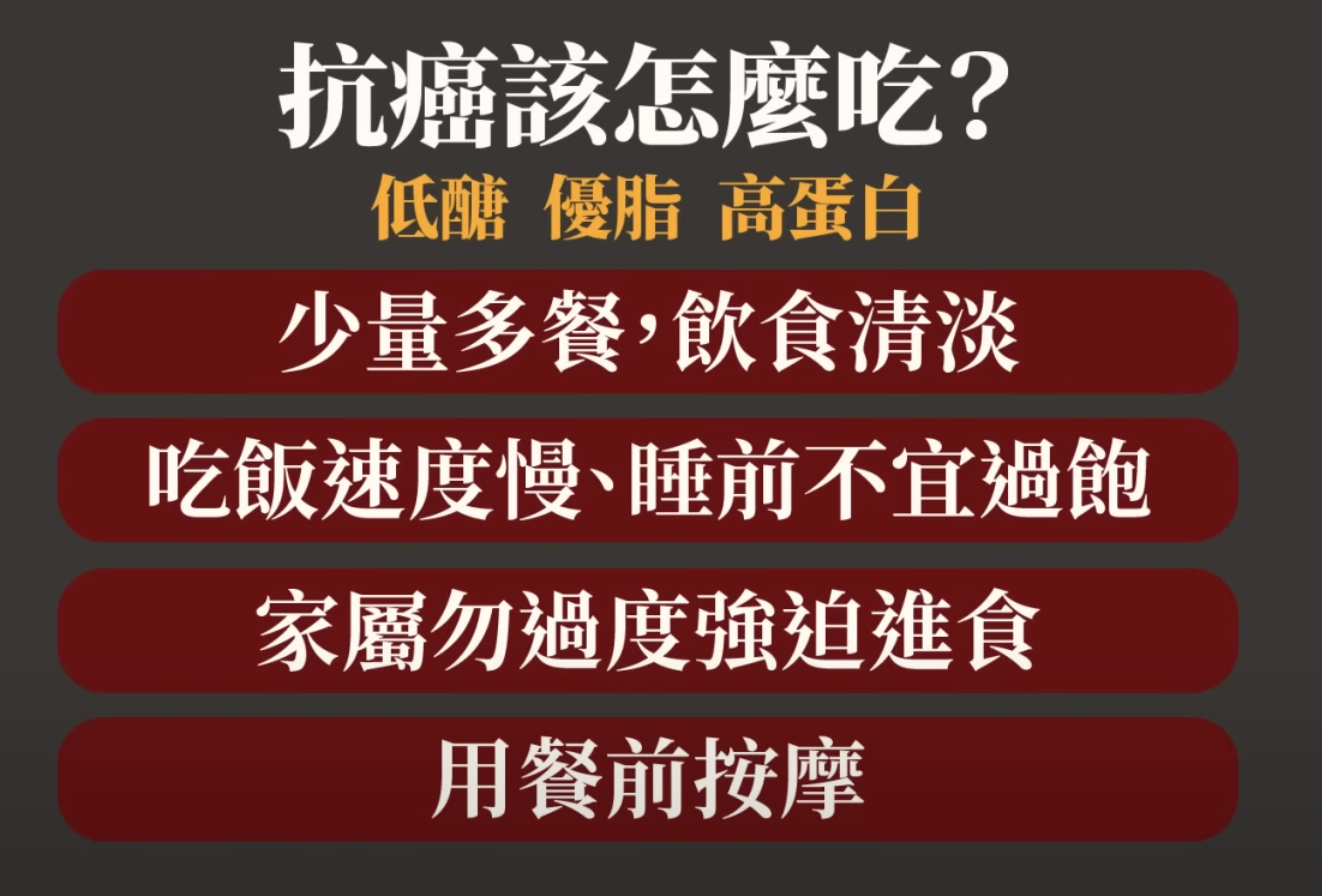 抗癌該怎麼吃?
低醣 優脂 高蛋白
少量多餐,飲食清淡
吃飯速度慢、睡前不宜過飽
家屬勿過度強迫進食
用餐前按摩